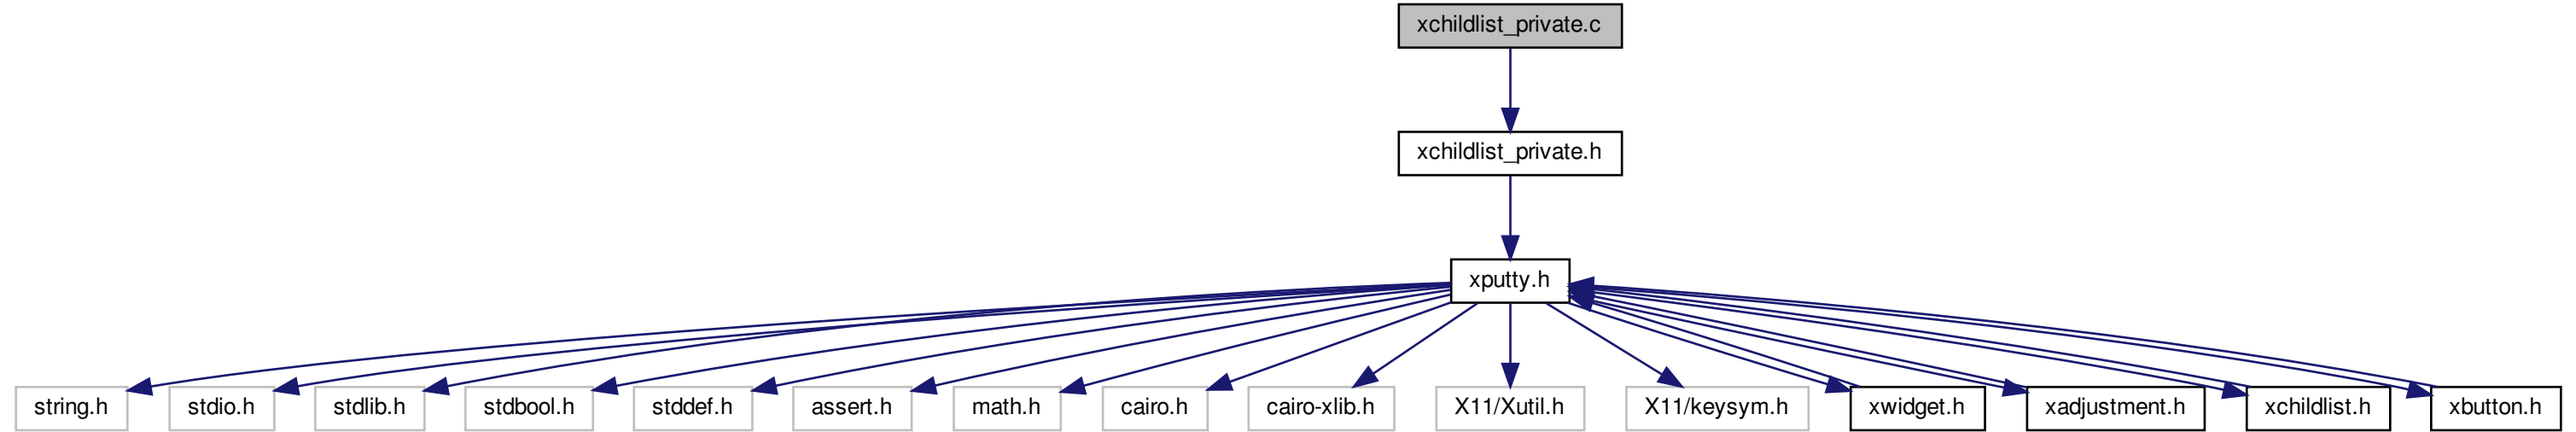 xchildlist_private.c
xchildlist_private.h
xputty.h
string.h
stdio.h
stdlib.h
stdbool.h
stddef.h
assert.h
math.h
cairo.h
cairo-xlib.h
X11/Xutil.h
X11/keysym.h
xwidget.h
xadjustment.h
xchildlist.h
xbutton.h